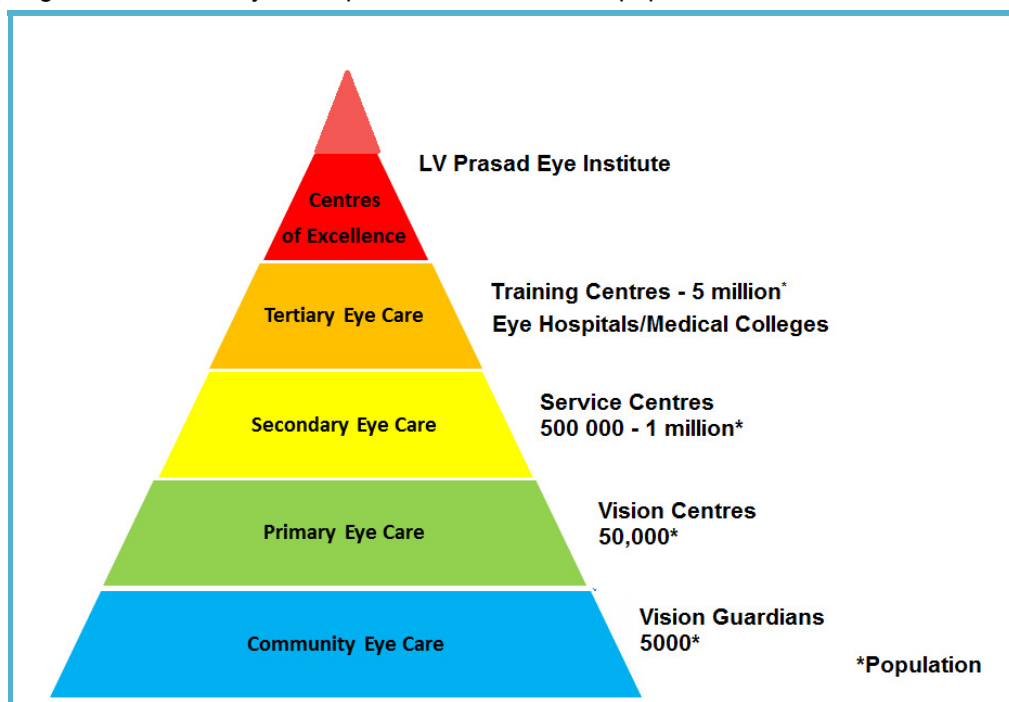 LV Prasad Eye Institute
Centres
of Excellence
Tertiary Eye Care
Training Centres - 5 million*
Eye Hospitals/Medical Colleges
Secondary Eye Care
Service Centres
500 000 - 1 million*
Primary Eye Care
Vision Centres
50,000*
Community Eye Care
Vision Guardians
5000*
*Population